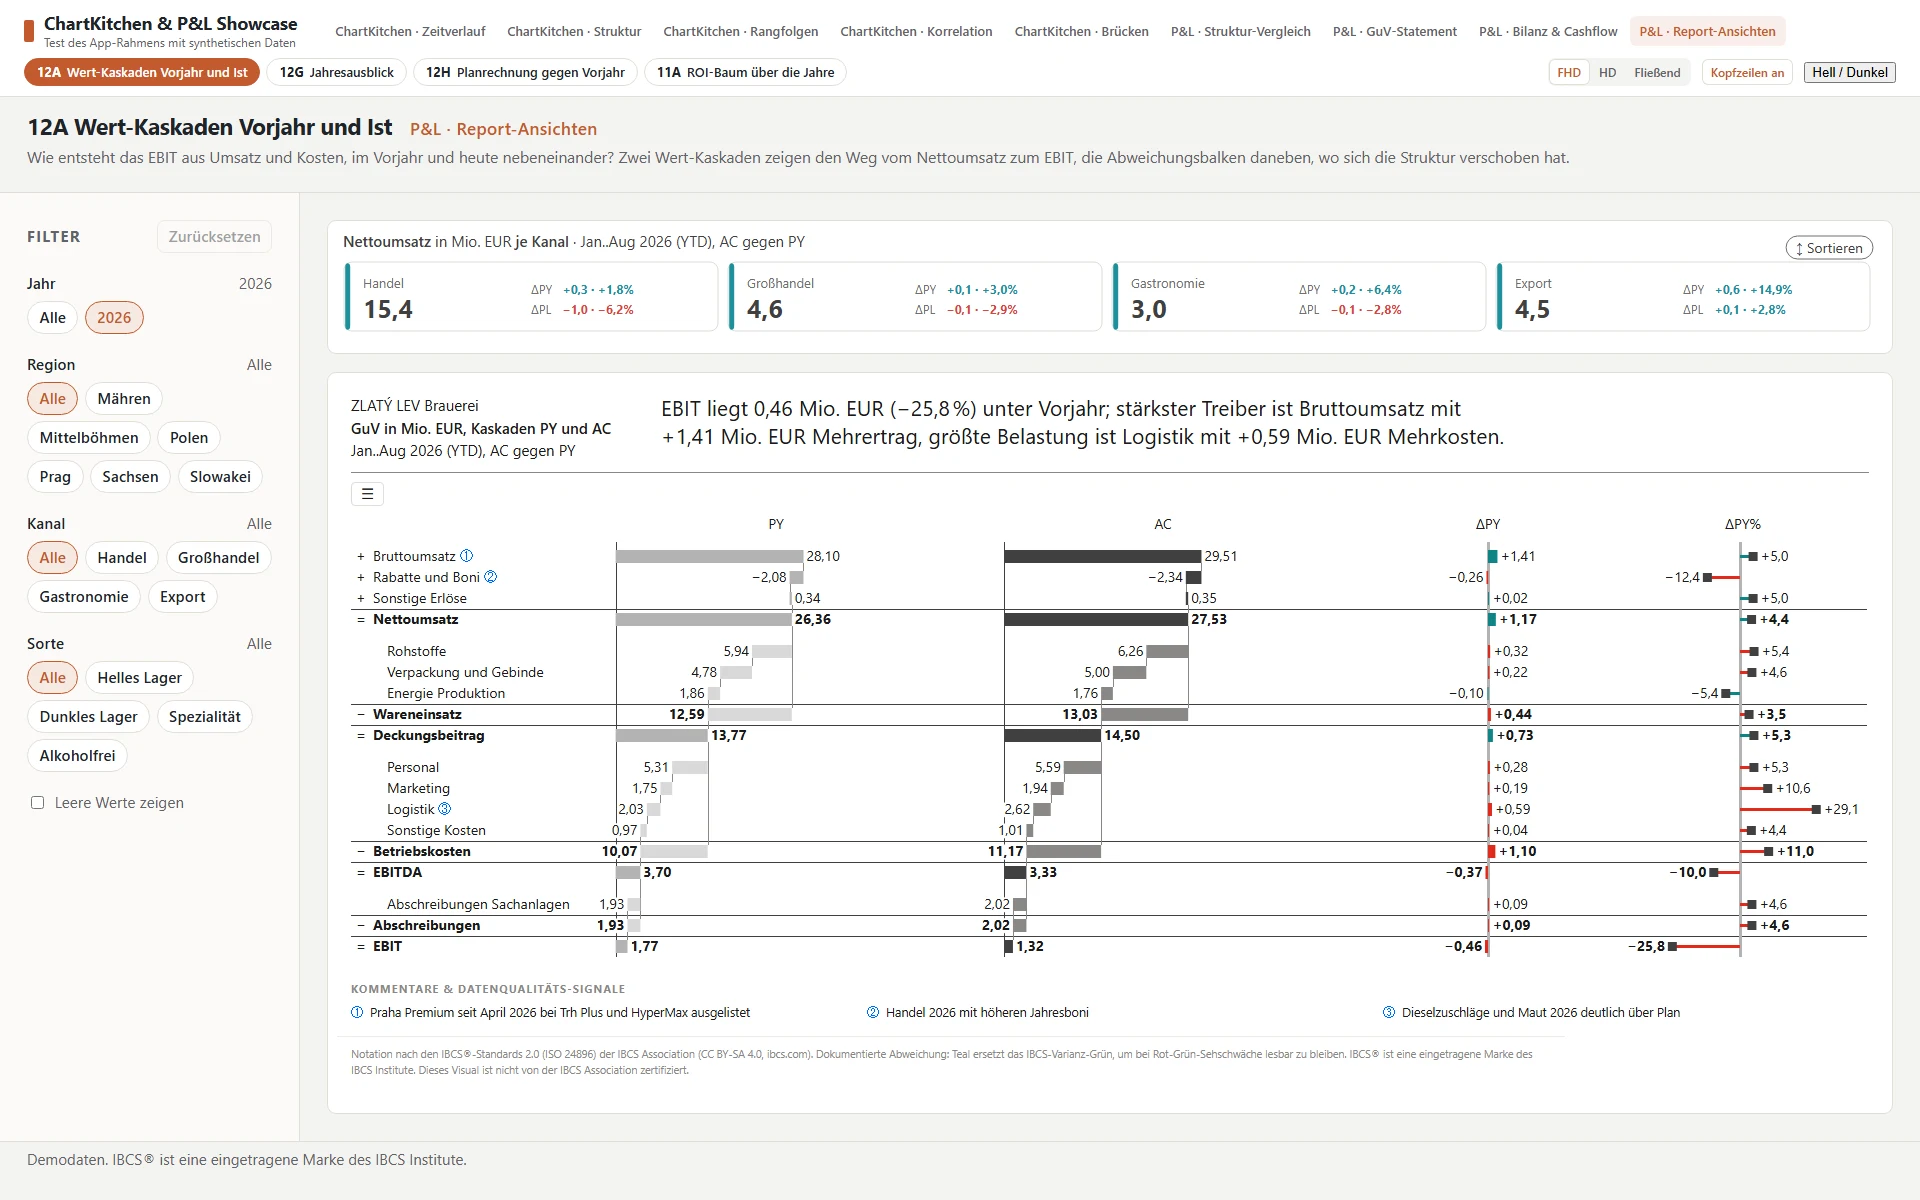 ChartKitchen & P&L Showcase
Test des App-Rahmens mit synthetischen Daten
ChartKitchen · Zeitverlauf ChartKitchen · Struktur ChartKitchen · Rangfolgen ChartKitchen · Korrelation ChartKitchen · Brücken P&L · Struktur-Vergleich P&L · GuV-Statement P&L · Bilanz & Cashflow P&L · Report-Ansichten
12A Wert-Kaskaden Vorjahr und Ist 12G Jahresausblick 12H Planrechnung gegen Vorjahr 11A ROI-Baum über die Jahre FHD HD Fließend Kopfzeilen an Hell / Dunkel
12A Wert-Kaskaden Vorjahr und Ist P&L · Report-Ansichten
Wie entsteht das EBIT aus Umsatz und Kosten, im Vorjahr und heute nebeneinander? Zwei Wert-Kaskaden zeigen den Weg vom Nettoumsatz zum EBIT, die Abweichungsbalken daneben, wo sich die Struktur verschoben hat.
FILTER Zurücksetzen
Jahr 2026
Alle 2026
Region Alle
Alle Mähren
Mittelböhmen Polen
Prag Sachsen Slowakei
Kanal Alle
Alle Handel Großhandel
Gastronomie Export
Sorte Alle
Alle Helles Lager
Dunkles Lager Spezialität
Alkoholfrei
Leere Werte zeigen
Nettoumsatz in Mio. EUR je Kanal · Jan..Aug 2026 (YTD), AC gegen PY
↕ Sortieren
Handel
15,4
ΔPY +0,3 · +1,8%
ΔPL −1,0 · −6,2%
Großhandel
4,6
ΔPY +0,1 · +3,0%
ΔPL −0,1 · −2,9%
Gastronomie
3,0
ΔPY +0,2 · +6,4%
ΔPL −0,1 · −2,8%
Export
4,5
ΔPY +0,6 · +14,9%
ΔPL +0,1 · +2,8%
ZLATÝ LEV Brauerei
GuV in Mio. EUR, Kaskaden PY und AC
Jan..Aug 2026 (YTD), AC gegen PY
EBIT liegt 0,46 Mio. EUR (−25,8 %) unter Vorjahr; stärkster Treiber ist Bruttoumsatz mit
+1,41 Mio. EUR Mehrertrag, größte Belastung ist Logistik mit +0,59 Mio. EUR Mehrkosten.
☰
PY AC ΔPY ΔPY%
+ Bruttoumsatz ① 28,10 29,51 +1,41 +5,0
+ Rabatte und Boni ② −2,08 −2,34 −0,26 −12,4
+ Sonstige Erlöse 0,34 0,35 +0,02 +5,0
= Nettoumsatz 26,36 27,53 +1,17 +4,4
Rohstoffe 5,94 6,26 +0,32 +5,4
Verpackung und Gebinde 4,78 5,00 +0,22 +4,6
Energie Produktion 1,86 1,76 −0,10 −5,4
− Wareneinsatz 12,59 13,03 +0,44 +3,5
= Deckungsbeitrag 13,77 14,50 +0,73 +5,3
Personal 5,31 5,59 +0,28 +5,3
Marketing 1,75 1,94 +0,19 +10,6
Logistik ③ 2,03 2,62 +0,59 +29,1
Sonstige Kosten 0,97 1,01 +0,04 +4,4
− Betriebskosten 10,07 11,17 +1,10 +11,0
= EBITDA 3,70 3,33 −0,37 −10,0
Abschreibungen Sachanlagen 1,93 2,02 +0,09 +4,6
− Abschreibungen 1,93 2,02 +0,09 +4,6
= EBIT 1,77 1,32 −0,46 −25,8
KOMMENTARE & DATENQUALITÄTS-SIGNALE
① Praha Premium seit April 2026 bei Trh Plus und HyperMax ausgelistet ② Handel 2026 mit höheren Jahresboni ③ Dieselzuschläge und Maut 2026 deutlich über Plan
Notation nach den IBCS®-Standards 2.0 (ISO 24896) der IBCS Association (CC BY-SA 4.0, ibcs.com). Dokumentierte Abweichung: Teal ersetzt das IBCS-Varianz-Grün, um bei Rot-Grün-Sehschwäche lesbar zu bleiben. IBCS® ist eine eingetragene Marke des
IBCS Institute. Dieses Visual ist nicht von der IBCS Association zertifiziert.
Demodaten. IBCS® ist eine eingetragene Marke des IBCS Institute.